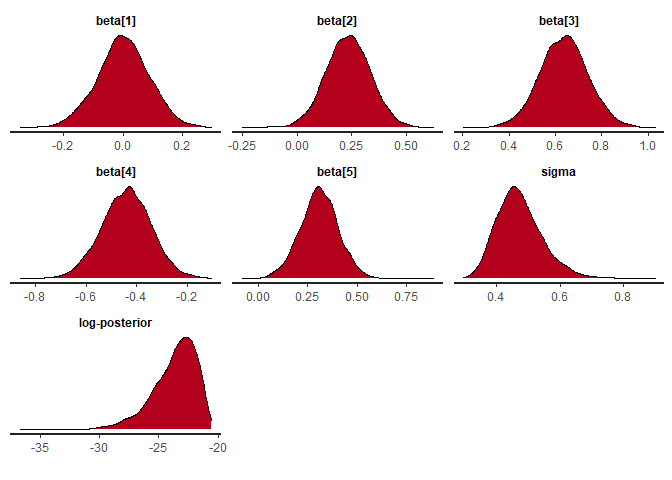 beta[1] beta[2] beta[3]
-0.2 0.0 0.2 -0.25 0.00 0.25 0.50 0.2 0.4 0.6 0.8 1.0
beta[4] beta[5] sigma
-0.8 -0.6 -0.4 -0.2 0.00 0.25 0.50 0.75 0.4 0.6 0.8
log-posterior
-35 -30 -25 -20